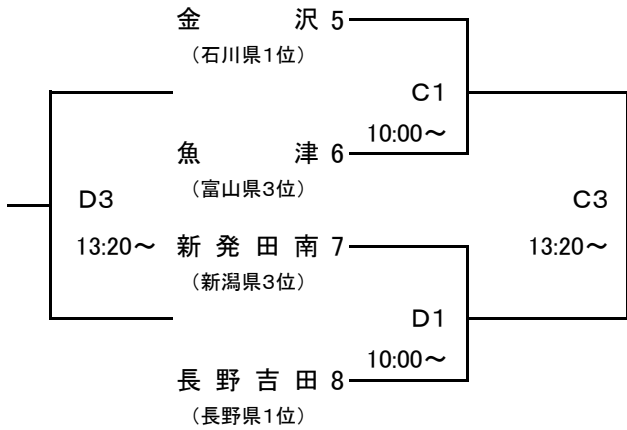 金 沢 5
（石川県1位）
C1
10:00～
魚 津 6
（富山県3位）
D3
C3
13:20～
新 発 田 南 7
13:20～
（新潟県3位）
D1
10:00～
長 野 吉 田 8
（長野県1位）